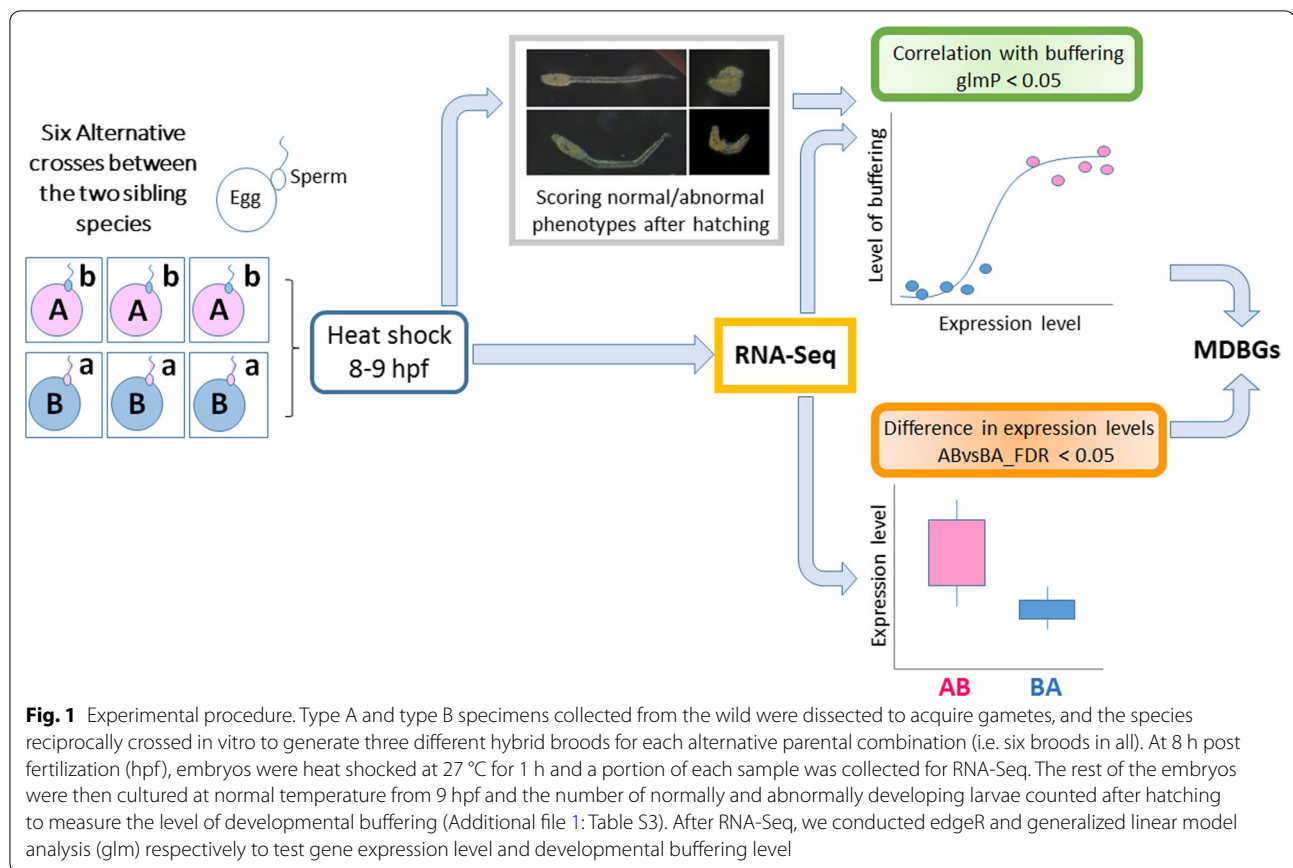 Six Alternative
crosses between
the two sibling
species
Egg
Sperm
A b
A b
A b
B a
B a
B a
Heat shock
8-9 hpf
Scoring normal/abnormal
phenotypes after hatching
RNA-Seq
Correlation with buffering
glmP < 0.05
Level of buffering
Expression level
MDBGs
Difference in expression levels
ABvsBA_FDR < 0.05
Expression level
AB
BA
Fig. 1 Experimental procedure. Type A and type B specimens collected from the wild were dissected to acquire gametes, and the species
reciprocally crossed in vitro to generate three different hybrid broods for each alternative parental combination (i.e. six broods in all). At 8 h post
fertilization (hpf), embryos were heat shocked at 27 °C for 1 h and a portion of each sample was collected for RNA-Seq. The rest of the embryos
were then cultured at normal temperature from 9 hpf and the number of normally and abnormally developing larvae counted after hatching
to measure the level of developmental buffering (Additional file 1: Table S3). After RNA-Seq, we conducted edgeR and generalized linear model
analysis (glm) respectively to test gene expression level and developmental buffering level